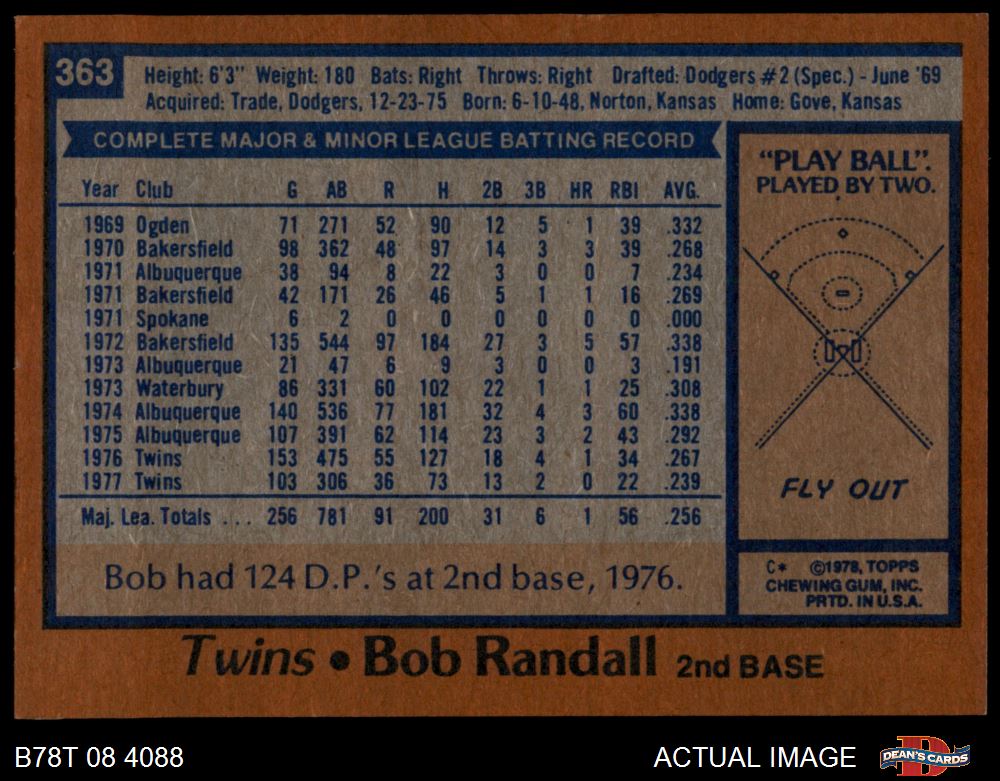 363
Height: 6'3" Weight: 180 Bats: Right Throws: Right Drafted: Dodgers #2 (Spec.) - June '69
Acquired: Trade, Dodgers, 12-23-75 Born: 6-10-48, Norton, Kansas Home: Gove, Kansas
COMPLETE MAJOR & MINOR LEAGUE BATTING RECORD
Year Club G AB R H 2B 3B HR RBI AVG.
1969 Ogden 71 271 52 90 12 5 1 39 .332
1970 Bakersfield 98 362 48 97 14 3 3 39 .268
1971 Albuquerque 38 94 8 22 3 0 0 7 .234
1971 Bakersfield 42 171 26 46 5 1 1 16 .269
1971 Spokane 6 2 0 0 0 0 0 0 .000
1972 Bakersfield 135 544 97 184 27 3 5 57 .338
1973 Albuquerque 21 47 6 9 3 0 0 3 .191
1973 Waterbury 86 331 60 102 22 1 1 25 .308
1974 Albuquerque 140 536 77 181 32 4 3 60 .338
1975 Albuquerque 107 391 62 114 23 3 2 43 .292
1976 Twins 153 475 55 127 18 4 1 34 .267
1977 Twins 103 306 36 73 13 2 0 22 .239
Maj. Lea. Totals ... 256 781 91 200 31 6 1 56 .256
Bob had 124 D.P.'s at 2nd base, 1976.
"PLAY BALL".
PLAYED BY TWO.
FLY OUT
C* ©1978, TOPPS
CHEWING GUM, INC.
PRTD. IN U.S.A.
Twins • Bob Randall 2nd BASE
B78T 08 4088
ACTUAL IMAGE
DEAN'S CARDS